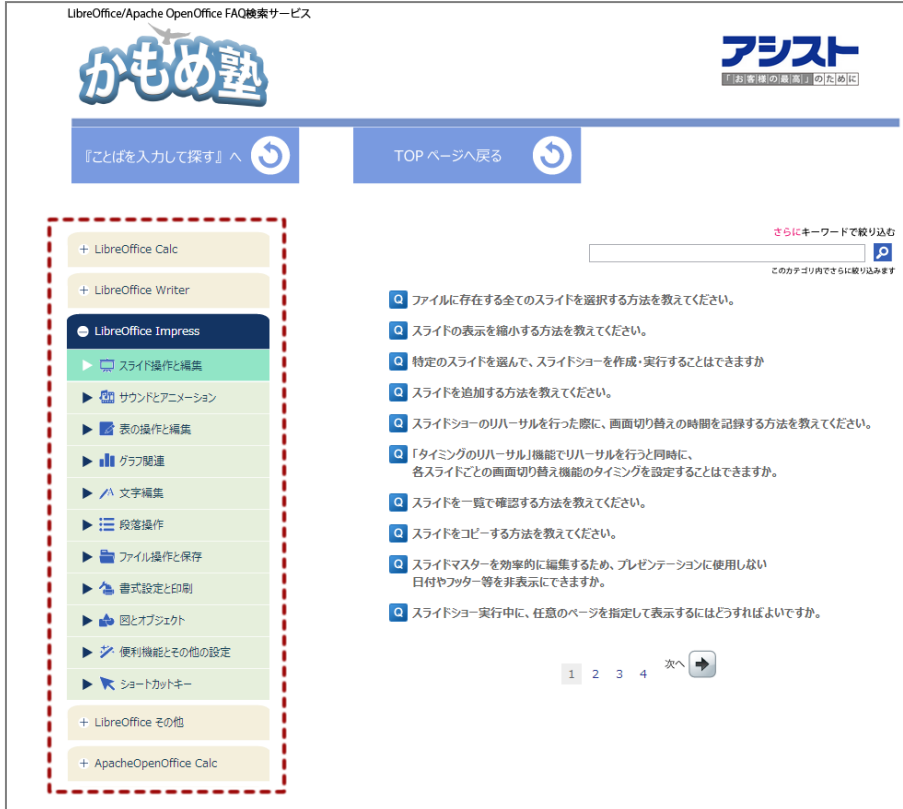 LibreOffice/Apache OpenOffice FAQ検索サービス
かもめ塾
アシスト
「お客様の最高」のために
『ことばを入力して探す』へ
TOP ページへ戻る
+ LibreOffice Calc
+ LibreOffice Writer
LibreOffice Impress
スライド操作と編集
サウンドとアニメーション
表の操作と編集
グラフ関連
文字編集
段落操作
ファイル操作と保存
書式設定と印刷
図とオブジェクト
便利機能とその他の設定
ショートカットキー
+ LibreOffice その他
+ ApacheOpenOffice Calc
さらにキーワードで絞り込む
このカテゴリ内でさらに絞り込みます
Q ファイルに存在する全てのスライドを選択する方法を教えてください。
Q スライドの表示を縮小する方法を教えてください。
Q 特定のスライドを選んで、スライドショーを作成・実行することはできますか
Q スライドを追加する方法を教えてください。
Q スライドショーのリハーサルを行った際に、画面切り替えの時間を記録する方法を教えてください。
Q 「タイミングのリハーサル」機能でリハーサルを行うと同時に、
各スライドごとの画面切り替え機能のタイミングを設定することはできますか。
Q スライドを一覧で確認する方法を教えてください。
Q スライドをコピーする方法を教えてください。
Q スライドマスターを効率的に編集するため、プレゼンテーションに使用しない
日付やフッター等を非表示にできますか。
Q スライドショー実行中に、任意のページを指定して表示するにはどうすればよいですか。
1 2 3 4 次へ